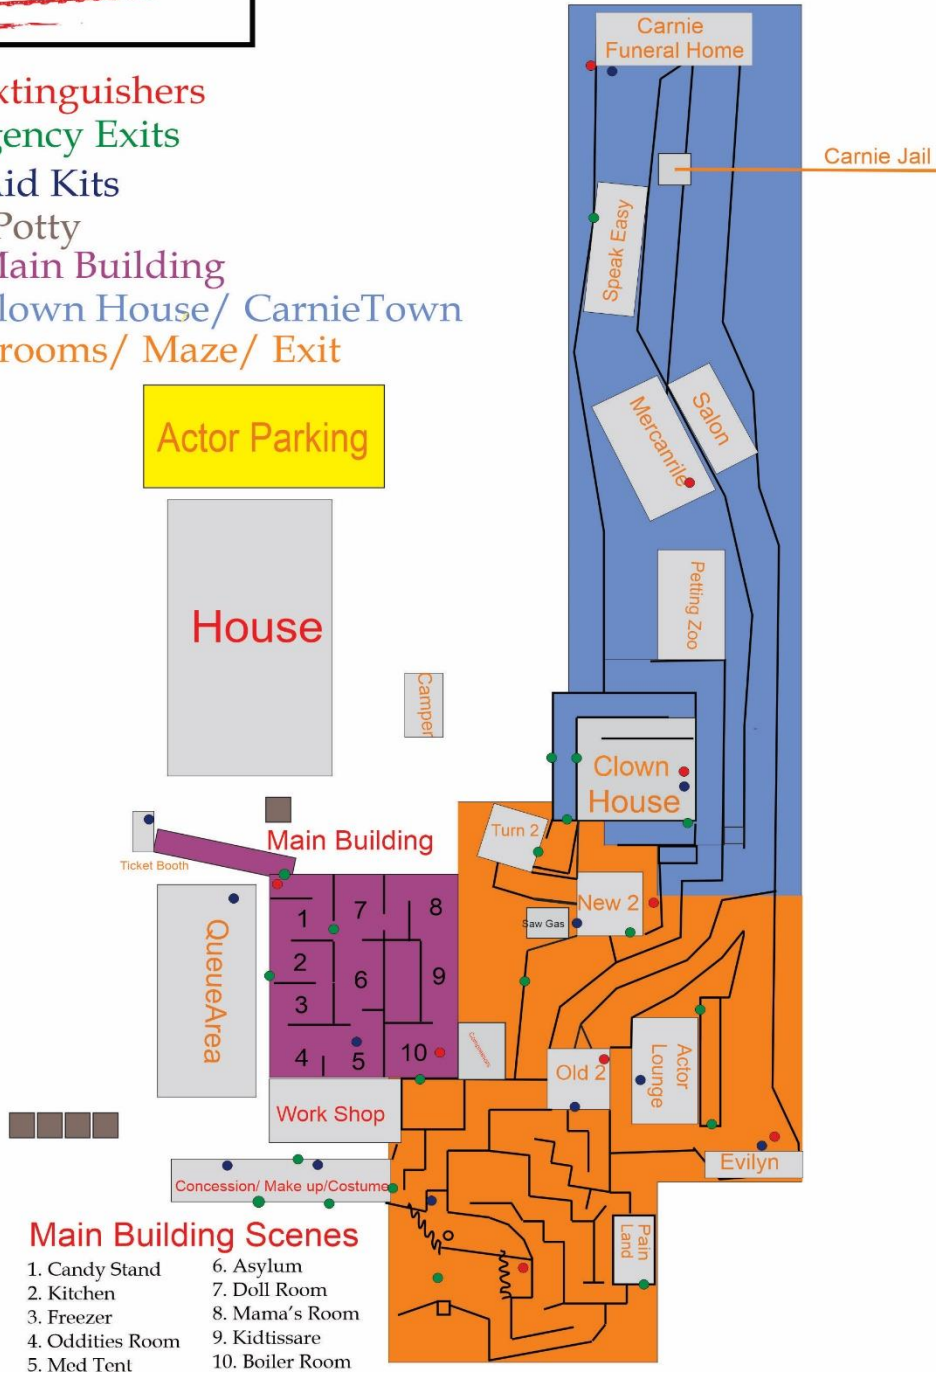 xtinguishers
gency Exits
Aid Kits
Potty
Main Building
lown House/ CarnieTown
rooms/ Maze/ Exit
Carnie
Funeral Home
Carnie Jail
Speak Easy
Mercanrile
Salon
Petting Zoo
Actor Parking
House
Camper
Clown
House
Turn 2
New 2
Saw Gas
Main Building
Ticket Booth
QueueArea
1
2
3
4
5
6
7
8
9
10
Old 2
Actor
Lounge
Evilyn
Work Shop
Concession/ Make up/Costume
Pain
Land
Main Building Scenes
1. Candy Stand
2. Kitchen
3. Freezer
4. Oddities Room
5. Med Tent
6. Asylum
7. Doll Room
8. Mama's Room
9. Kidtissare
10. Boiler Room